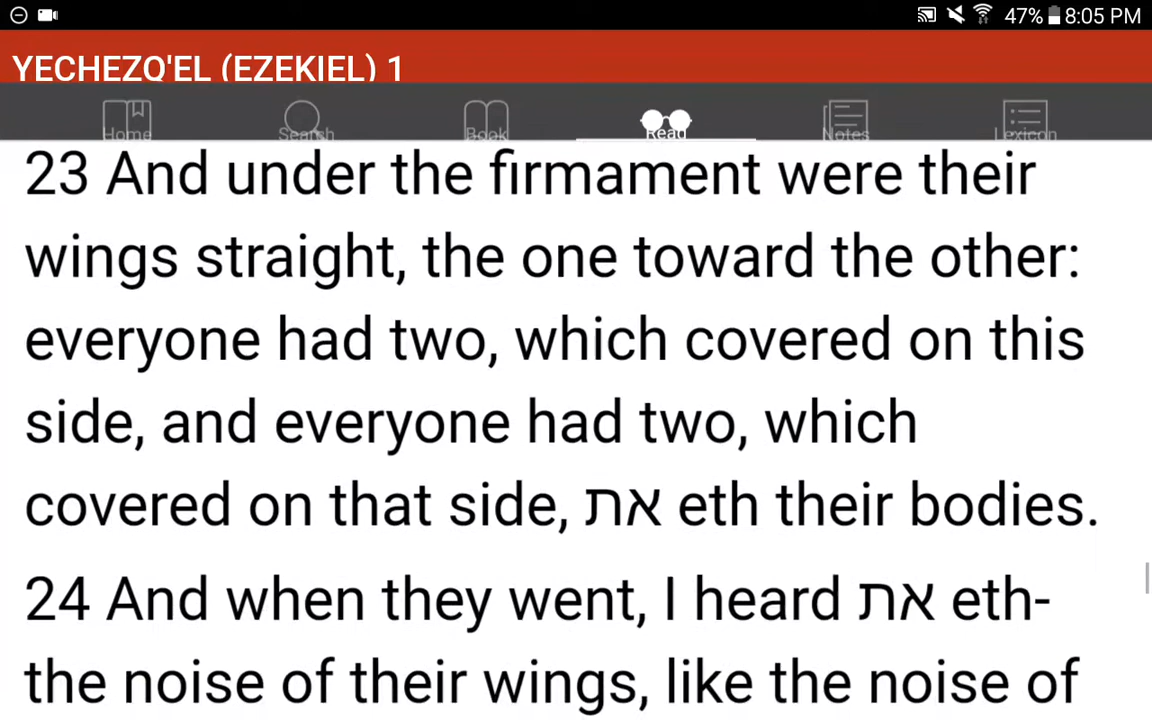 47% 8:05 PM
YECHEZQ'EL (EZEKIEL) 1
Home Search Book Read Notes Lexicon
23 And under the firmament were their
wings straight, the one toward the other:
everyone had two, which covered on this
side, and everyone had two, which
covered on that side, את eth their bodies.
24 And when they went, I heard את eth-
the noise of their wings, like the noise of